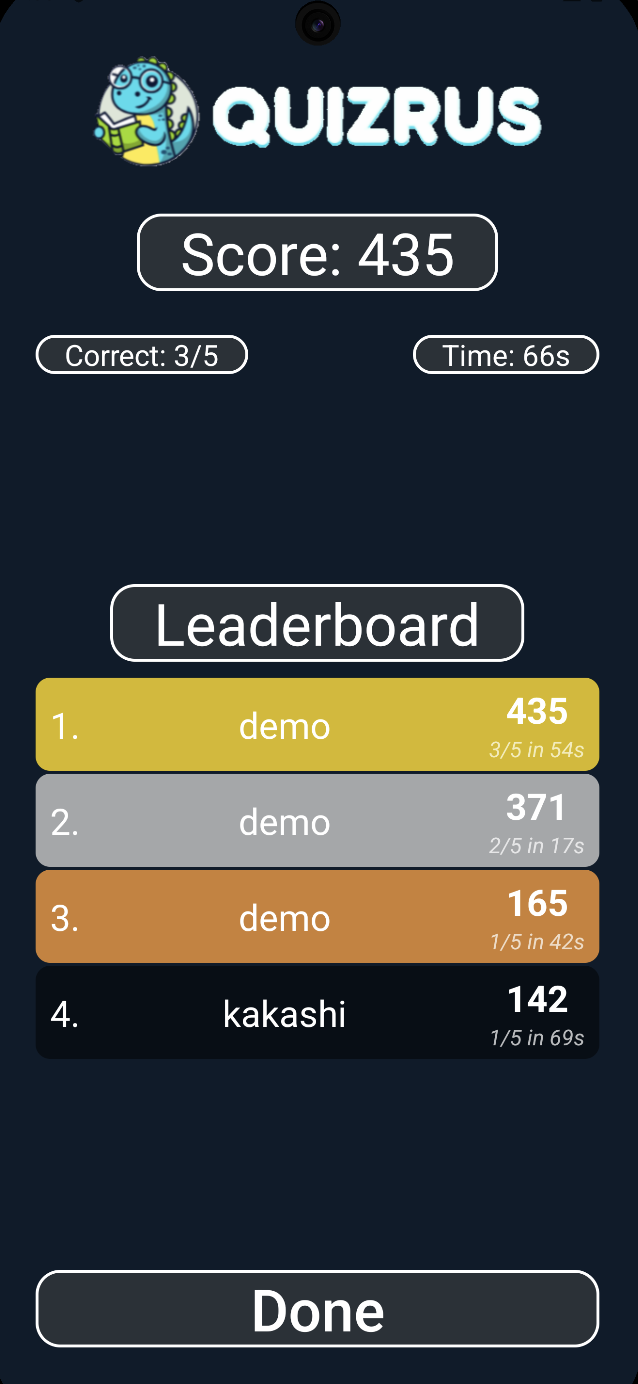 QUIZRUS
Score: 435
Correct: 3/5
Time: 66s
Leaderboard
1. demo 435
3/5 in 54s
2. demo 371
2/5 in 17s
3. demo 165
1/5 in 42s
4. kakashi 142
1/5 in 69s
Done